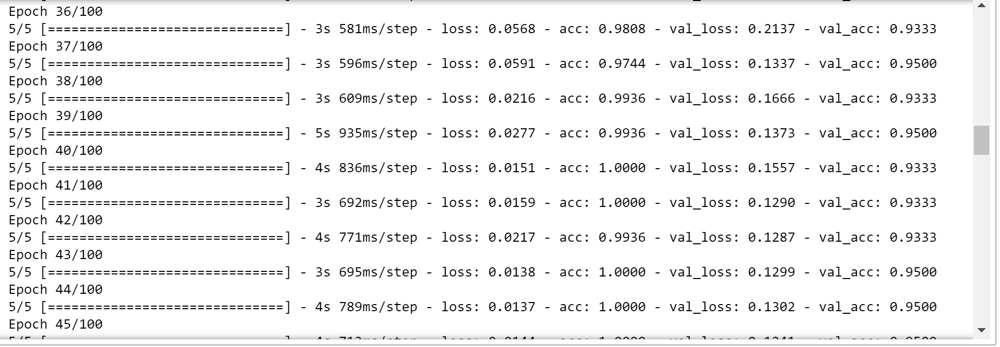 Epoch 36/100
5/5 [==============================] - 3s 581ms/step - loss: 0.0568 - acc: 0.9808 - val_loss: 0.2137 - val_acc: 0.9333
Epoch 37/100
5/5 [==============================] - 3s 596ms/step - loss: 0.0591 - acc: 0.9744 - val_loss: 0.1337 - val_acc: 0.9500
Epoch 38/100
5/5 [==============================] - 3s 609ms/step - loss: 0.0216 - acc: 0.9936 - val_loss: 0.1666 - val_acc: 0.9333
Epoch 39/100
5/5 [==============================] - 5s 935ms/step - loss: 0.0277 - acc: 0.9936 - val_loss: 0.1373 - val_acc: 0.9500
Epoch 40/100
5/5 [==============================] - 4s 836ms/step - loss: 0.0151 - acc: 1.0000 - val_loss: 0.1557 - val_acc: 0.9333
Epoch 41/100
5/5 [==============================] - 3s 692ms/step - loss: 0.0159 - acc: 1.0000 - val_loss: 0.1290 - val_acc: 0.9333
Epoch 42/100
5/5 [==============================] - 4s 771ms/step - loss: 0.0217 - acc: 0.9936 - val_loss: 0.1287 - val_acc: 0.9333
Epoch 43/100
5/5 [==============================] - 3s 695ms/step - loss: 0.0138 - acc: 1.0000 - val_loss: 0.1299 - val_acc: 0.9500
Epoch 44/100
5/5 [==============================] - 4s 789ms/step - loss: 0.0137 - acc: 1.0000 - val_loss: 0.1302 - val_acc: 0.9500
Epoch 45/100